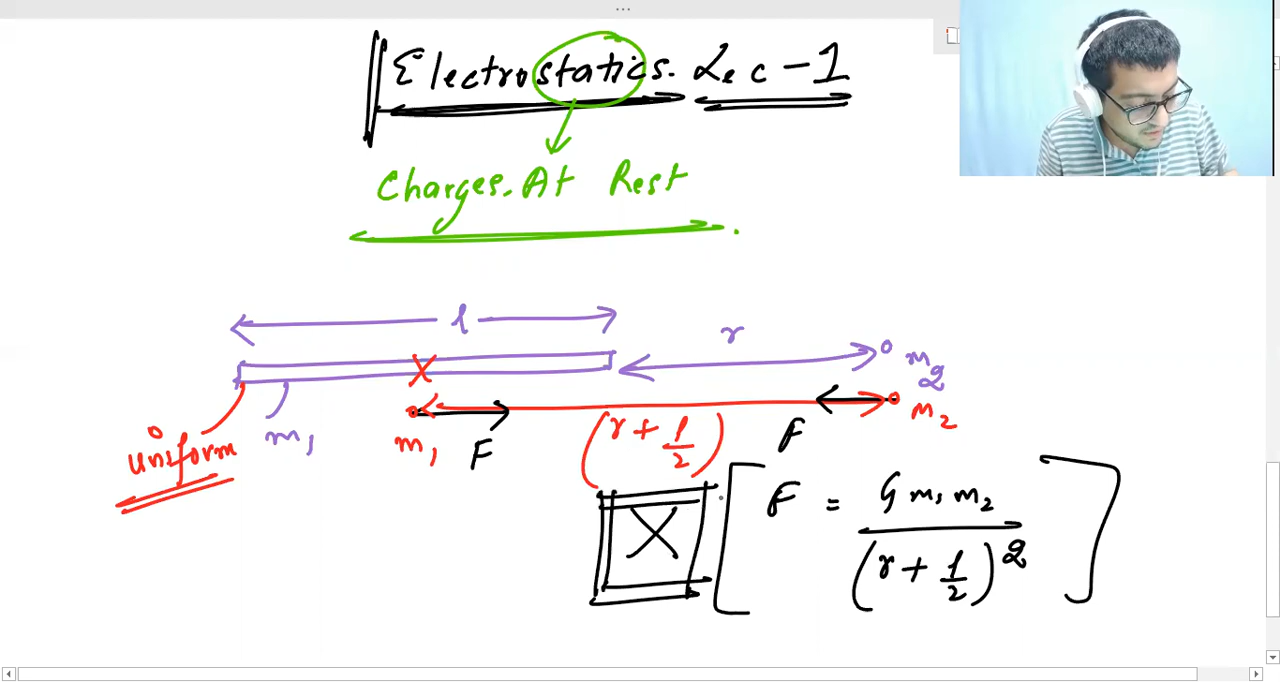 Electrostatics. Lec-1
Charges. At Rest
l
r
m2
m1
uniform
m1
F
(r + l/2)
F
m2
X
F = G m1 m2 / (r + l/2)^2